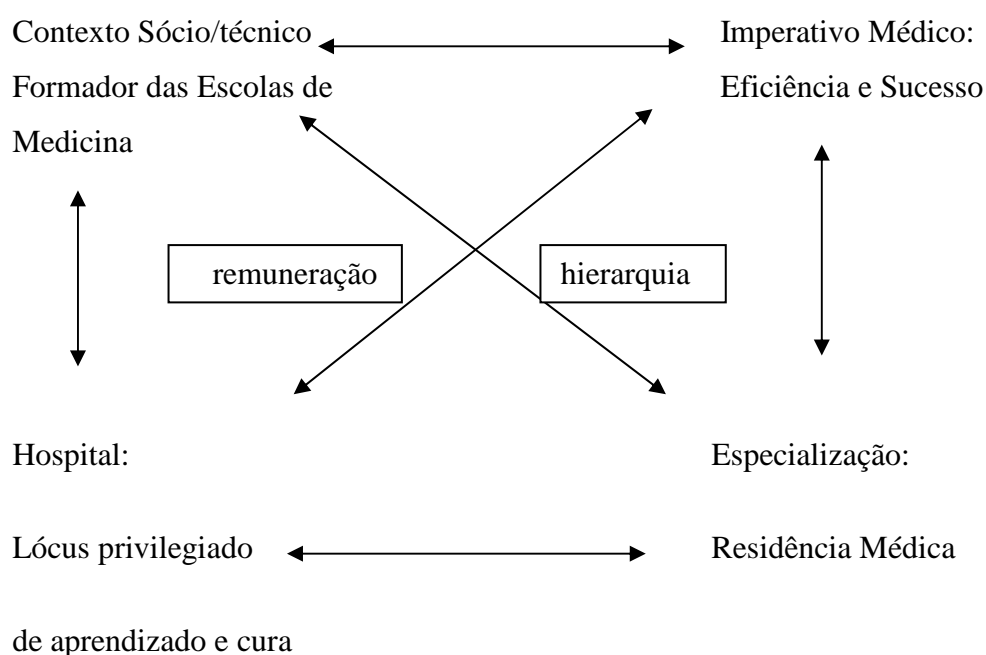 Contexto Sócio/técnico
Formador das Escolas de
Medicina
Imperativo Médico:
Eficiência e Sucesso
remuneração
hierarquia
Hospital:
Lócus privilegiado
de aprendizado e cura
Especialização:
Residência Médica